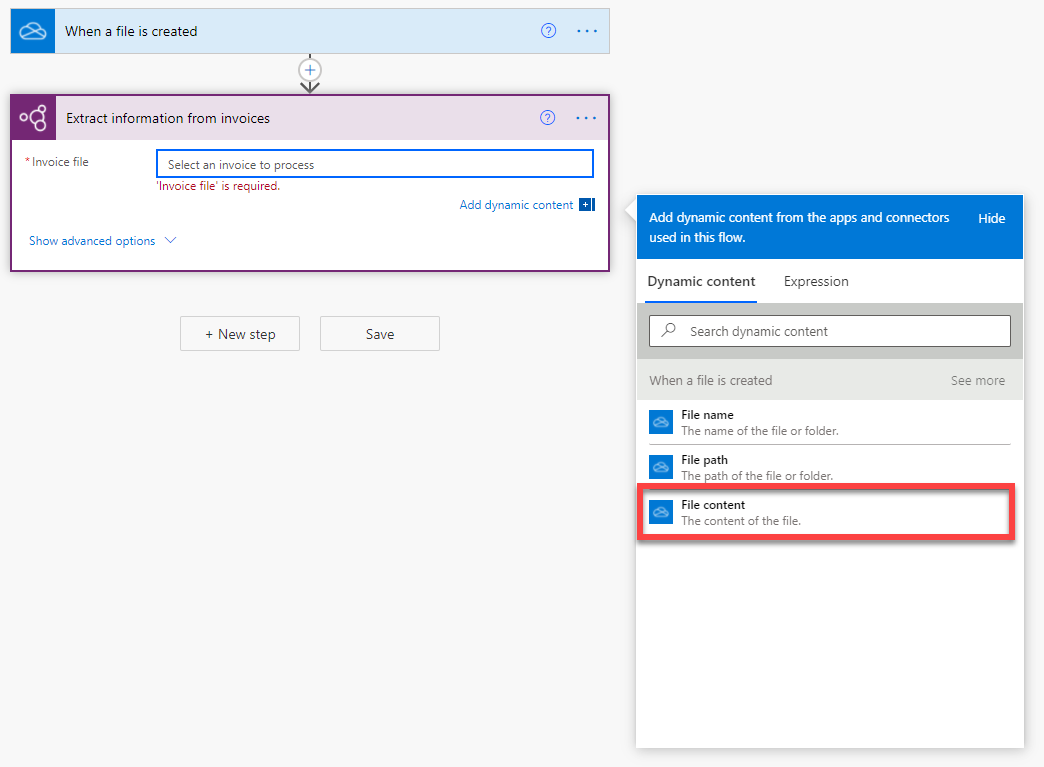 When a file is created
Extract information from invoices
* Invoice file
Select an invoice to process
'Invoice file' is required.
Add dynamic content
Show advanced options
+ New step
Save
Add dynamic content from the apps and connectors
used in this flow.
Hide
Dynamic content
Expression
Search dynamic content
When a file is created
See more
File name
The name of the file or folder.
File path
The path of the file or folder.
File content
The content of the file.